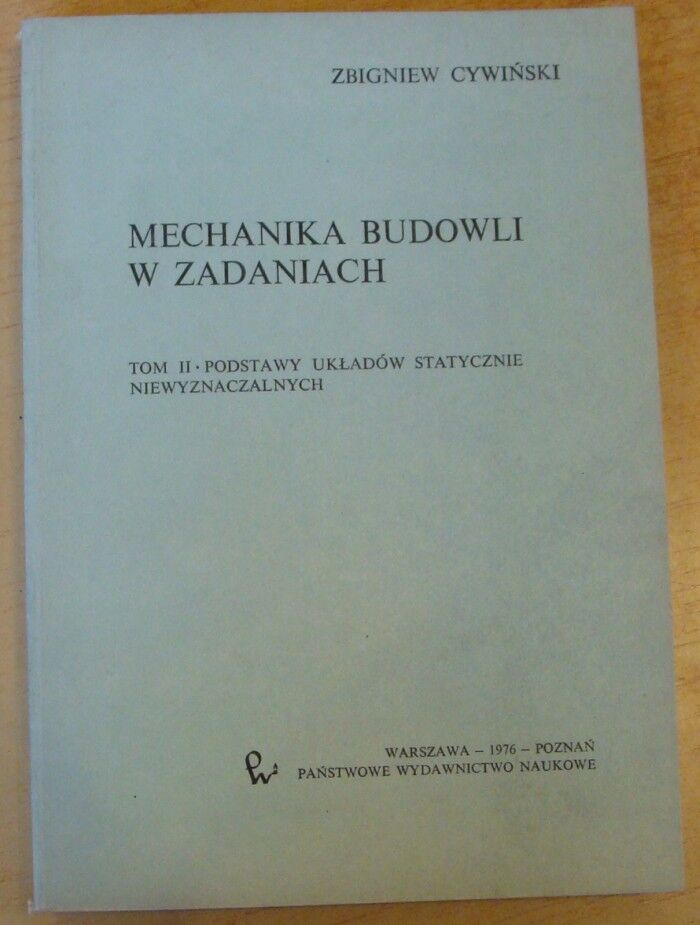 ZBIGNIEW CYWIŃSKI
MECHANIKA BUDOWLI
W ZADANIACH
TOM II · PODSTAWY UKŁADÓW STATYCZNIE
NIEWYZNACZALNYCH
WARSZAWA – 1976 – POZNAŃ
PAŃSTWOWE WYDAWNICTWO NAUKOWE